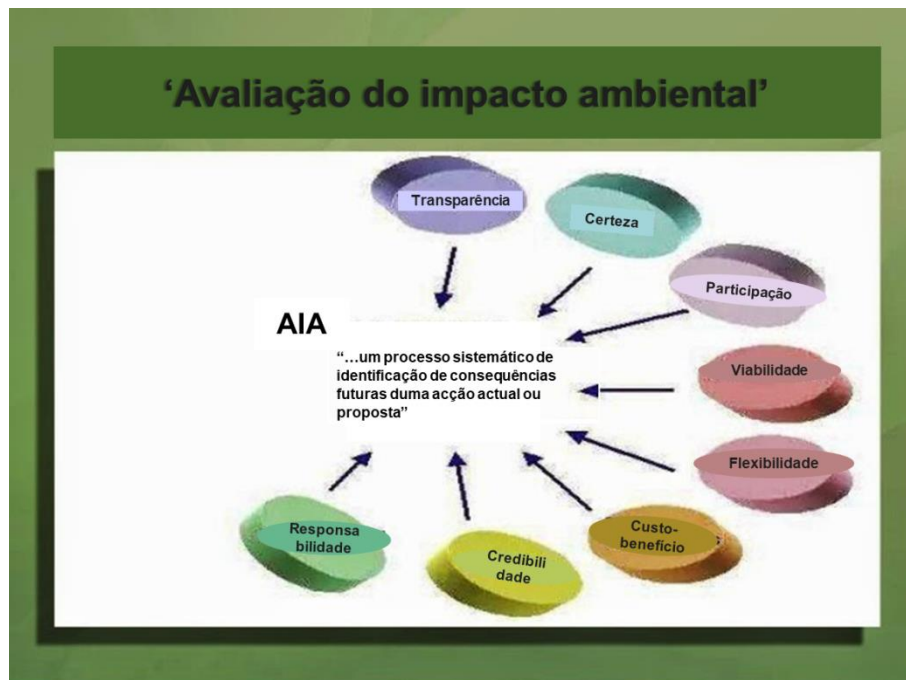 ‘Avaliação do impacto ambiental’
Transparência
Certeza
Participação
AIA
“…um processo sistemático de
identificação de consequências
futuras duma acção actual ou
proposta”
Viabilidade
Flexibilidade
Custo-
benefício
Credibili
dade
Responsa
bilidade